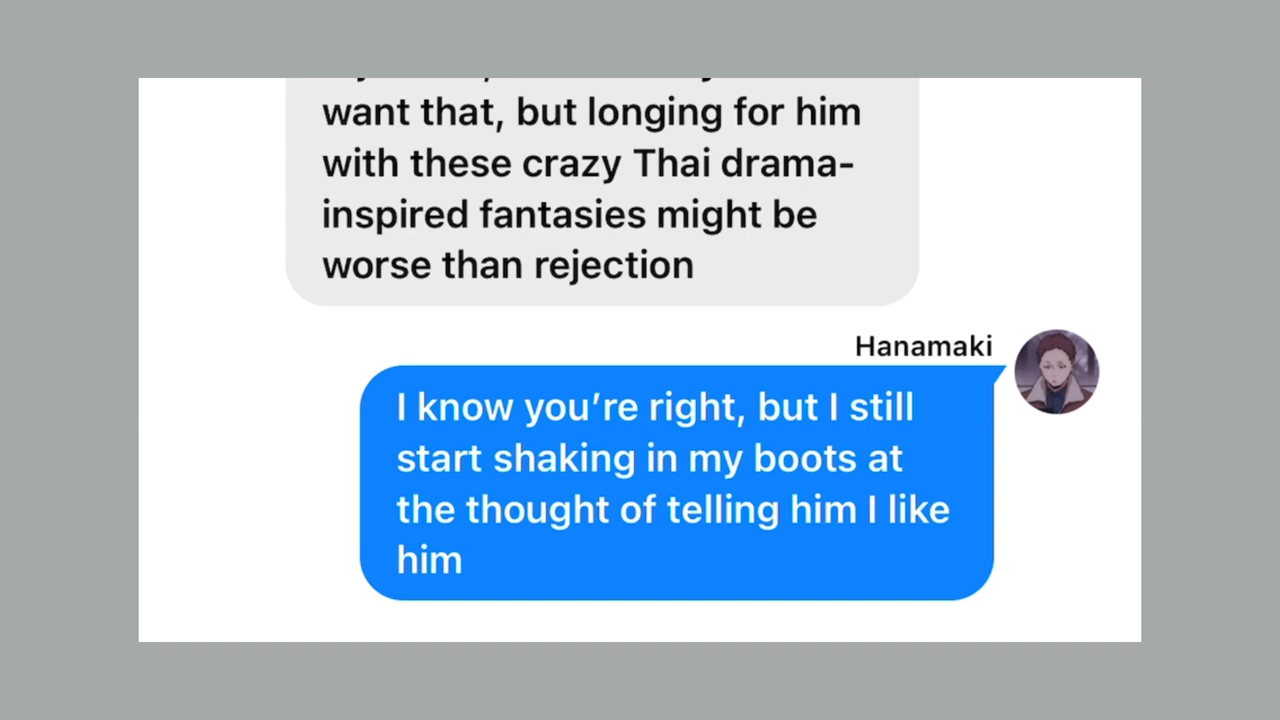 want that, but longing for him
with these crazy Thai drama-
inspired fantasies might be
worse than rejection
Hanamaki
I know you’re right, but I still
start shaking in my boots at
the thought of telling him I like
him